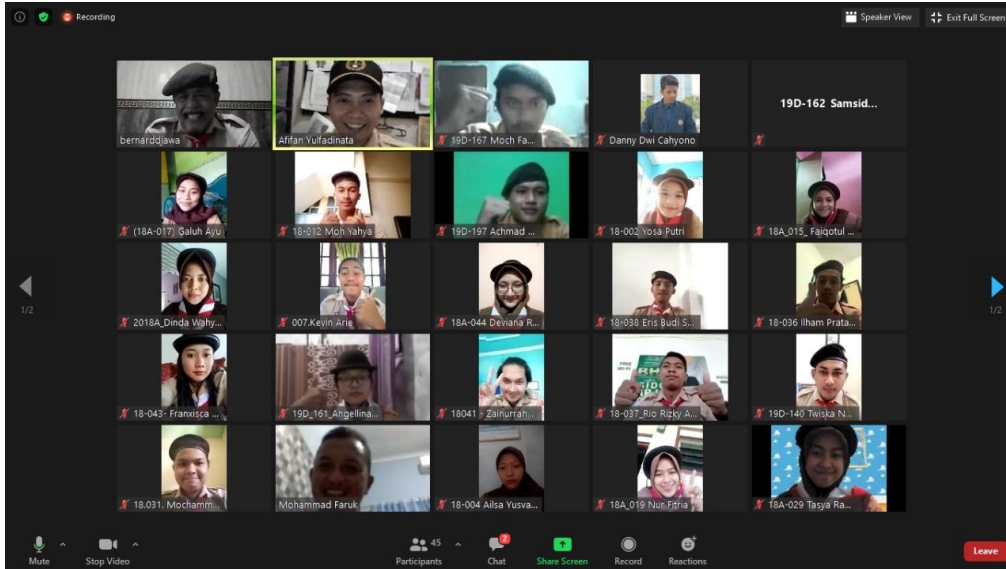 Recording
Speaker View
Exit Full Screen
bernarddjawa
Afifan Yulfadinata
19D-167 Moch Fa...
Danny Dwi Cahyono
19D-162 Samsid...
(18A-017) Galuh Ayu
18-012 Moh Yahya
19D-197 Achmad ...
18-002 Yosa Putri
18A_015_ Faiqotul ...
1/2
2018A_Dinda Wahy...
007.Kevin Arie
18A-044 Deviana R...
18-038 Eris Budi S...
18-036 Ilham Prata...
1/2
18-043- Franxisca ...
19D_161_Angellina...
18041 - Zainurrah...
FREE
WI-FI
18-037_Rio Rizky A...
19D-140 Twiska N...
18.031. Mochamm...
Mohammad Faruk
18-004 Ailsa Yusva...
18A_019 Nur Fitria
18A-029 Tasya Ra...
Mute
Stop Video
45
Participants
2
Chat
Share Screen
Record
Reactions
Leave